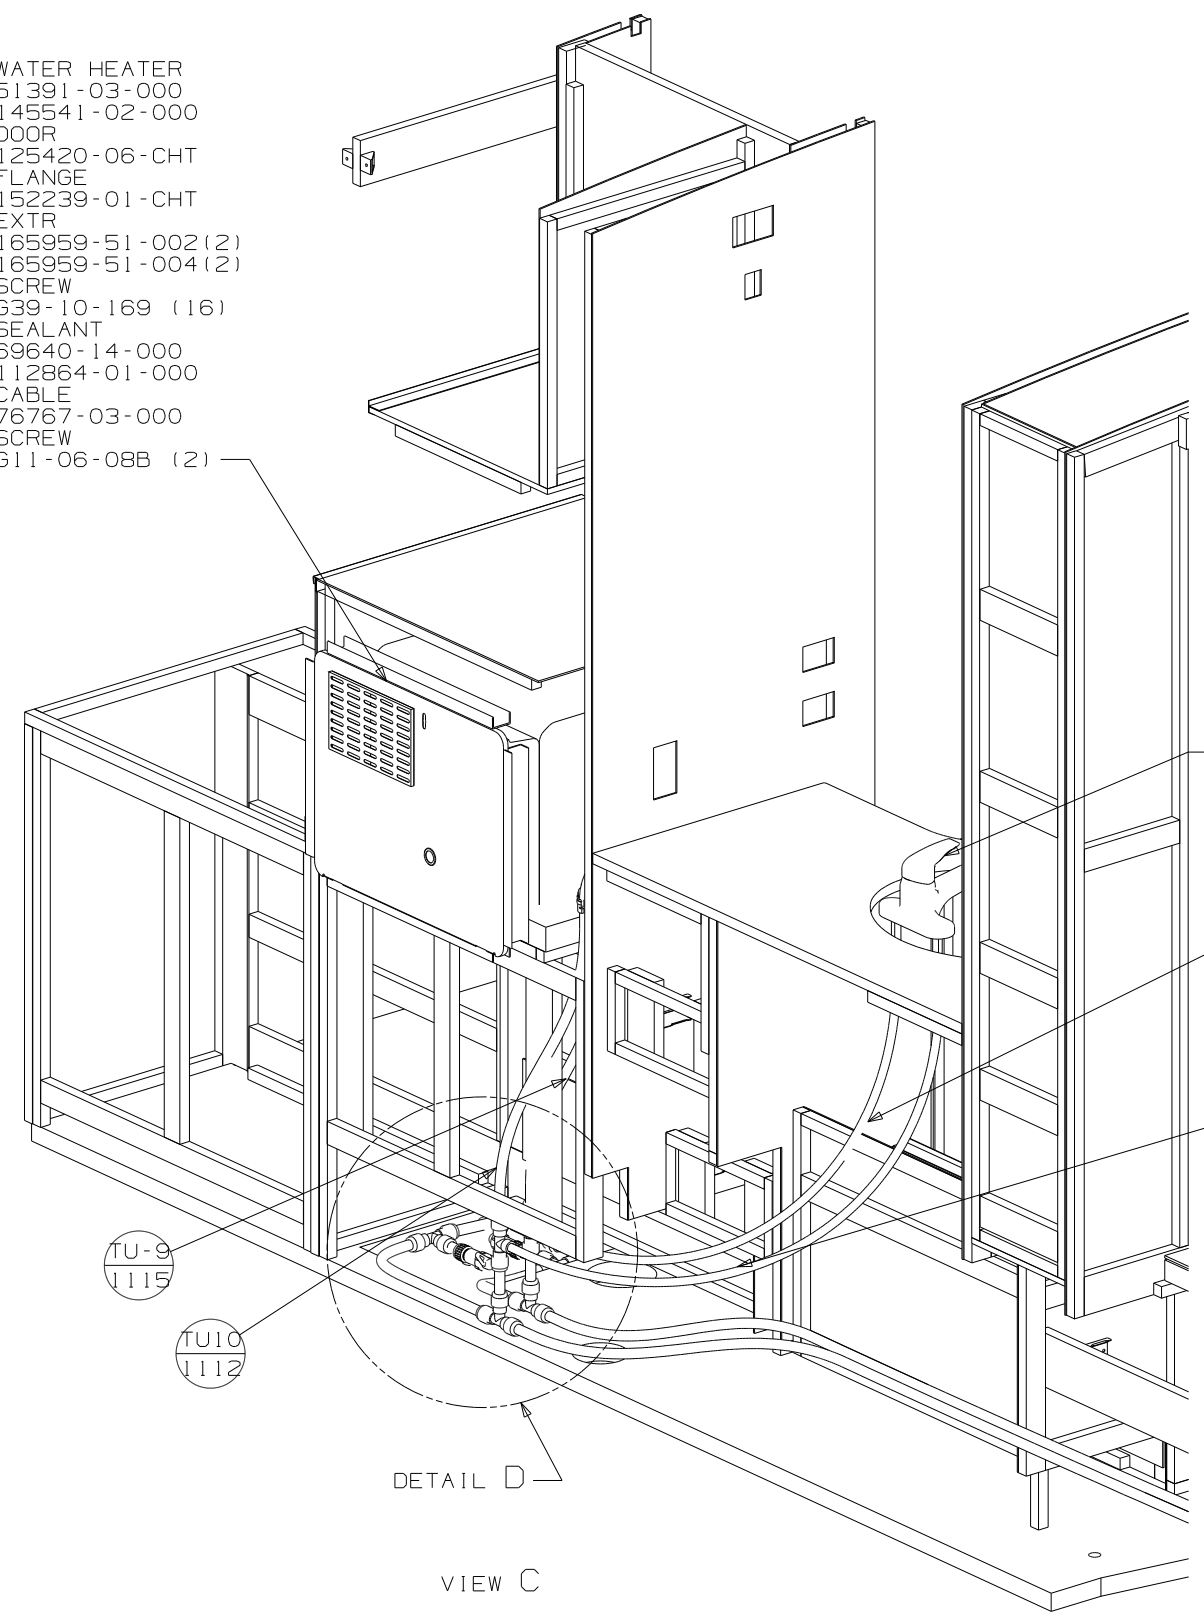 WATER HEATER
51391-03-000
145541-02-000
DOOR
125420-06-CHT
FLANGE
152239-01-CHT
EXTR
165959-51-002(2)
165959-51-004(2)
SCREW
G39-10-169 (16)
SEALANT
69640-14-000
112864-01-000
CABLE
76767-03-000
SCREW
G11-06-08B (2)
TU-9
1115
TU10
1112
DETAIL D
VIEW C